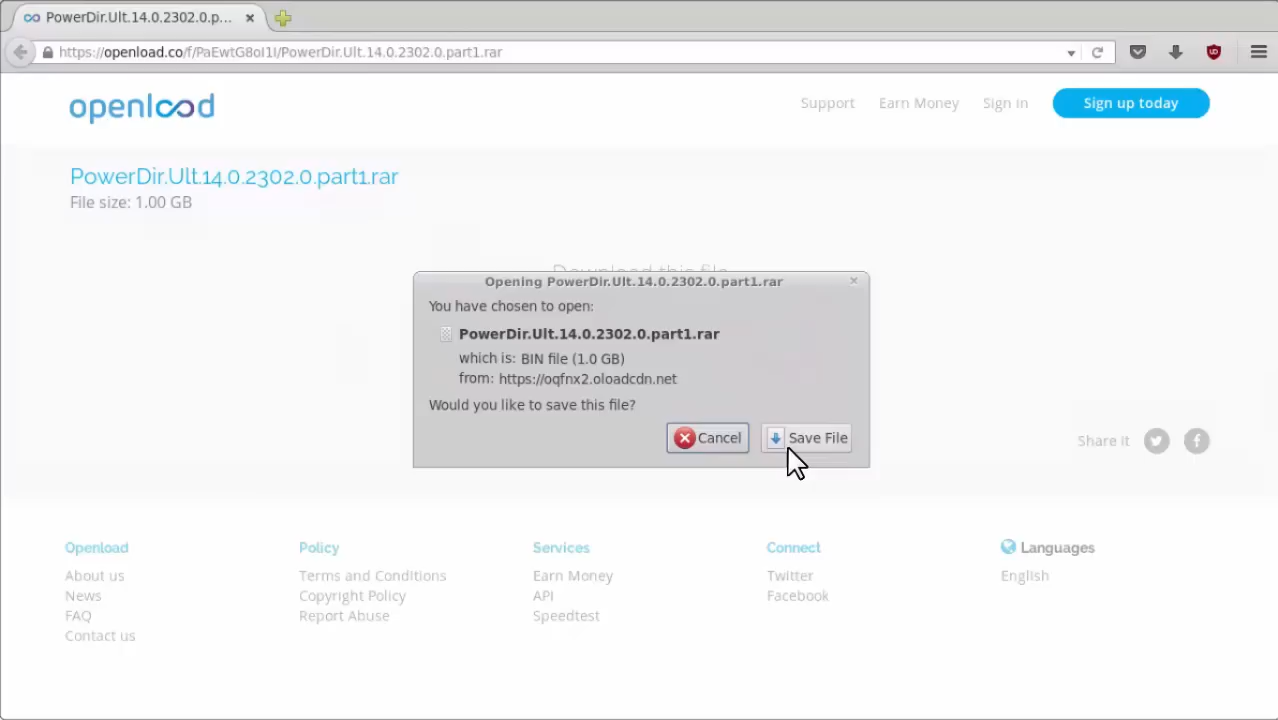 PowerDir.Ult.14.0.2302.0.p...
https://openload.co/f/PaEwtG8oI1I/PowerDir.Ult.14.0.2302.0.part1.rar
openload
Support
Earn Money
Sign in
Sign up today
PowerDir.Ult.14.0.2302.0.part1.rar
File size: 1.00 GB
Download this file
Opening PowerDir.Ult.14.0.2302.0.part1.rar
You have chosen to open:
PowerDir.Ult.14.0.2302.0.part1.rar
which is: BIN file (1.0 GB)
from: https://oqfnx2.oloadcdn.net
Would you like to save this file?
Cancel
Save File
Share It
Openload
About us
News
FAQ
Contact us
Policy
Terms and Conditions
Copyright Policy
Report Abuse
Services
Earn Money
API
Speedtest
Connect
Twitter
Facebook
Languages
English